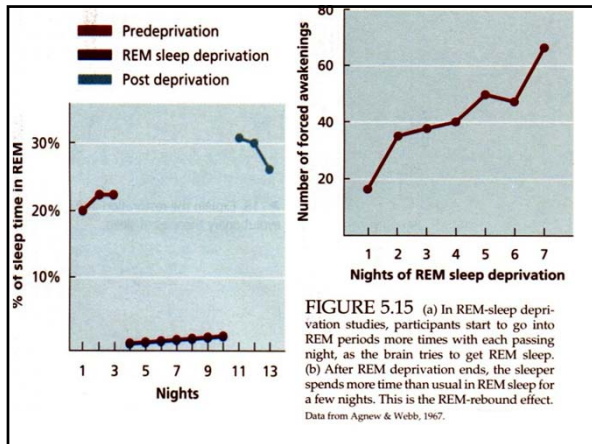 Predeprivation
REM sleep deprivation
Post deprivation
% of sleep time in REM
30%
20%
10%
1 3 5 7 9 11 13
Nights
Number of forced awakenings
80
60
40
20
1 2 3 4 5 6 7
Nights of REM sleep deprivation
FIGURE 5.15 (a) In REM-sleep depri-
vation studies, participants start to go into
REM periods more times with each passing
night, as the brain tries to get REM sleep.
(b) After REM deprivation ends, the sleeper
spends more time than usual in REM sleep for
a few nights. This is the REM-rebound effect.
Data from Agnew & Webb, 1967.